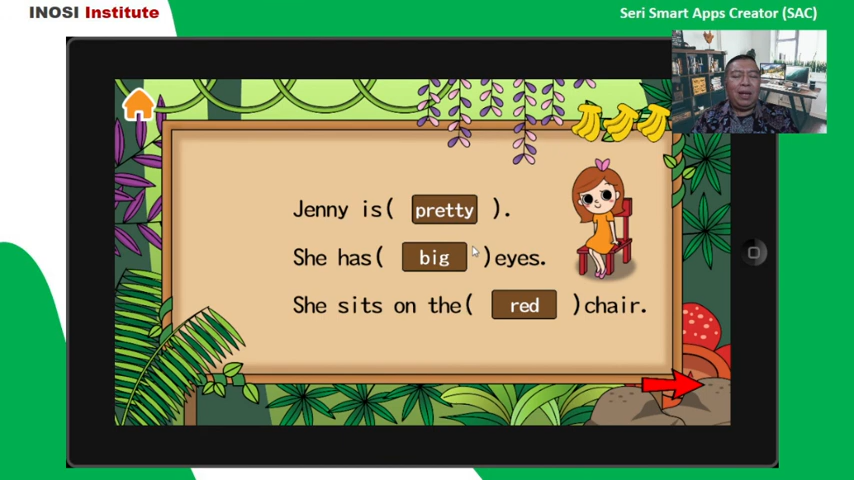 INOSI Institute
Seri Smart Apps Creator (SAC)
Jenny is( pretty ).
She has( big )eyes.
She sits on the( red )chair.